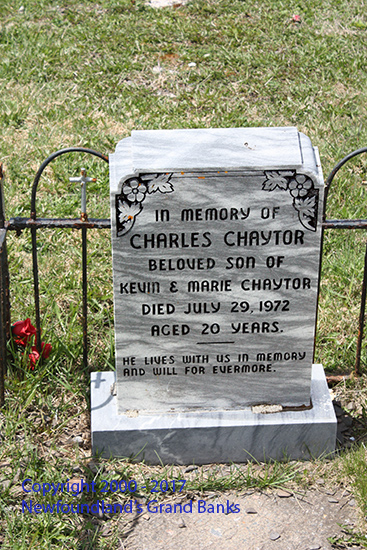 IN MEMORY OF
CHARLES CHAYTOR
BELOVED SON OF
KEVIN & MARIE CHAYTOR
DIED JULY 29, 1972
AGED 20 YEARS.
HE LIVES WITH US IN MEMORY
AND WILL FOR EVERMORE.
Copyright 2000 - 2017
Newfoundland's Grand Banks